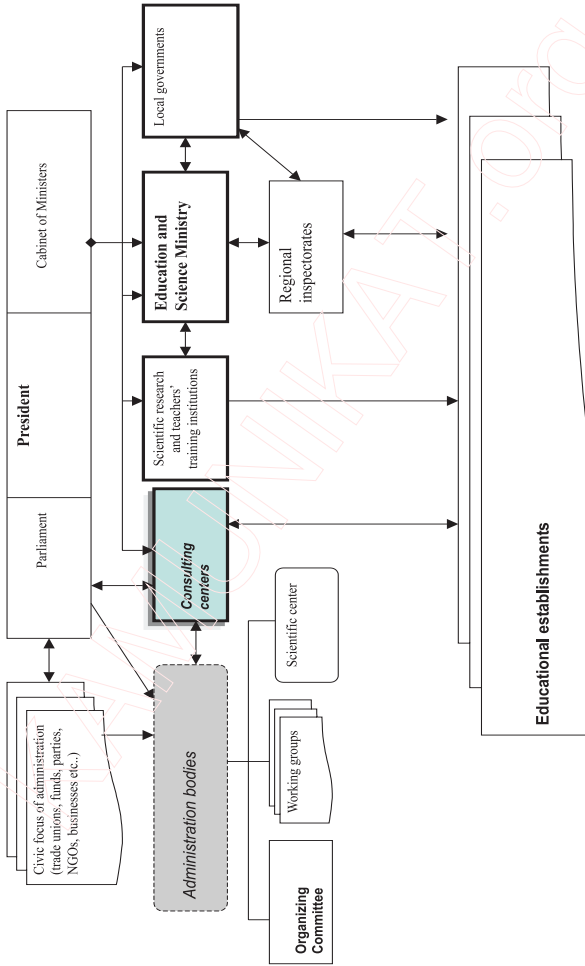 Parliament
President
Cabinet of Ministers
Civic focus of administration
(trade unions, funds, parties,
NGOs, businesses etc..)
Administration bodies
Consulting
centers
Scientific research
and teachers'
training institutions
Education and
Science Ministry
Local governments
Regional
inspectorates
Organizing
Committee
Working groups
Scientific center
Educational establishments
KAMUNIKAT.org